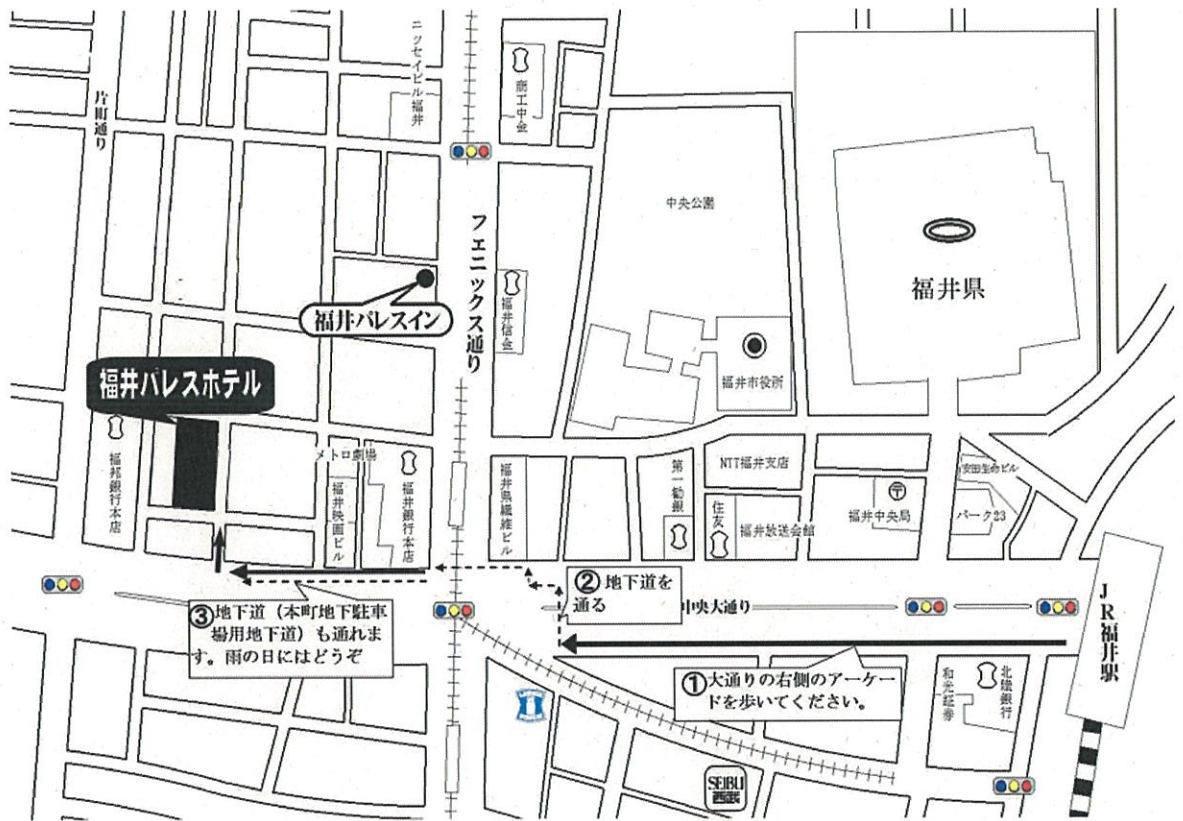 ニッセイビル福井
商工中金
片町通り
中央公園
フェニックス通り
福井県
福井パレスイン
福井信金
福井市役所
福井パレスホテル
福邦銀行本店
メトロ劇場
福井映画ビル
福井銀行本店
福井県繊維ビル
第一勧銀
NTT福井支店
住友
福井放送会館
福井中央局
安田生命ビル
パーク23
②地下道を
通る
中央大通り
JR福井駅
③地下道（本町地下駐車
場用地下道）も通れま
す。雨の日にはどうぞ
①大通りの右側のアーケー
ドを歩いてください。
和光証券
北陸銀行
SEIBU
西武